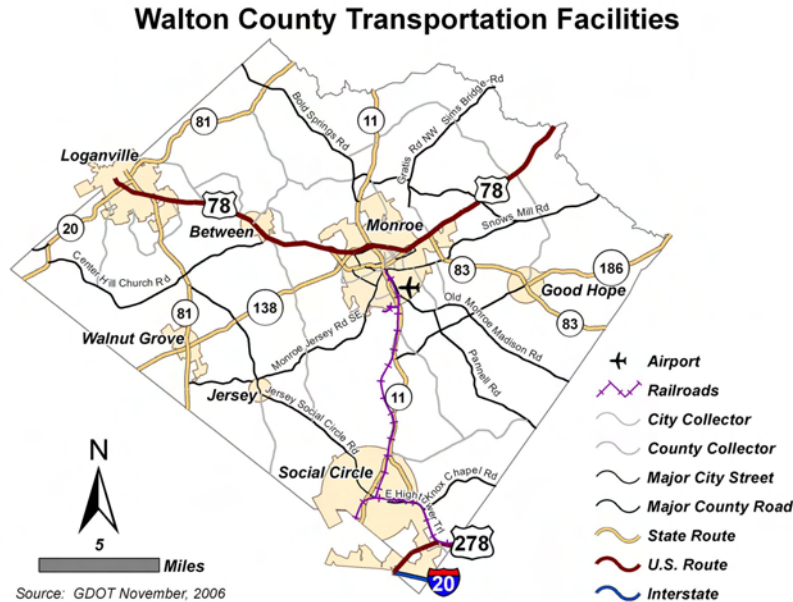 Walton County Transportation Facilities
81
Bold Springs Rd
11
Gratis Rd NW
Sims Bridge Rd
Loganville
78
78
Between
Monroe
Snows Mill Rd
20
Center Hill Church Rd
83
186
Good Hope
138
81
Old Monroe Madison Rd
83
Walnut Grove
Monroe Jersey Rd SE
Pannell Rd
Jersey
Jersey Social Circle Rd
11
Social Circle
E Hightower Trl
Knox Chapel Rd
278
20
N
5
Miles
Airport
Railroads
City Collector
County Collector
Major City Street
Major County Road
State Route
U.S. Route
Interstate
Source: GDOT November, 2006